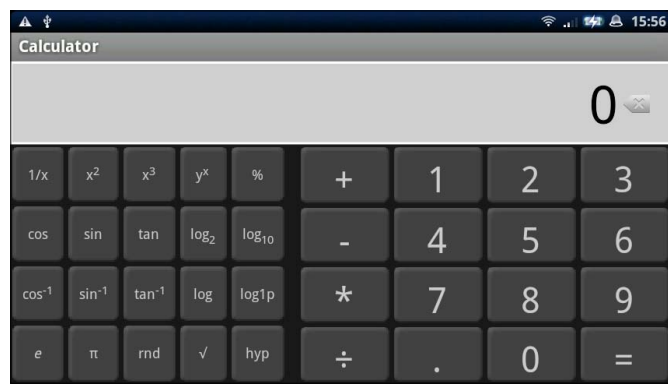 15:56
Calculator
0
1/x x² x³ yˣ % + 1 2 3
cos sin tan log₂ log₁₀ - 4 5 6
cos⁻¹ sin⁻¹ tan⁻¹ log log1p * 7 8 9
e π rnd √ hyp ÷ . 0 =